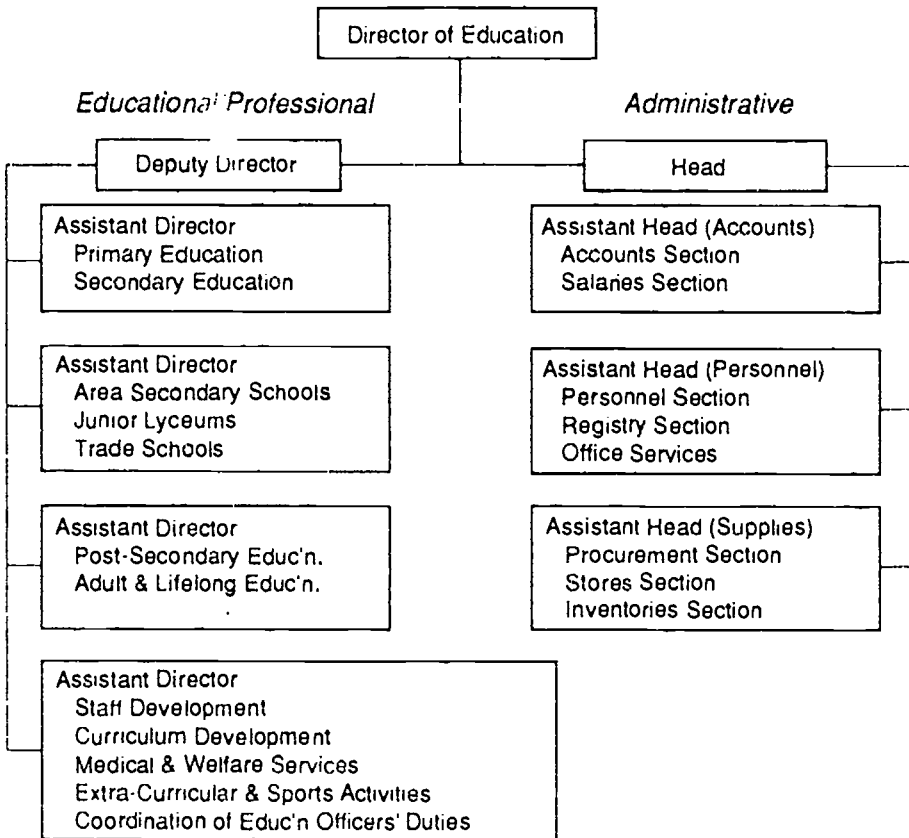 Director of Education
Educational Professional
Administrative
Deputy Director
Head
Assistant Director
Primary Education
Secondary Education
Assistant Director
Area Secondary Schools
Junior Lyceums
Trade Schools
Assistant Director
Post-Secondary Educ'n.
Adult & Lifelong Educ'n.
Assistant Director
Staff Development
Curriculum Development
Medical & Welfare Services
Extra-Curricular & Sports Activities
Coordination of Educ'n Officers' Duties
Assistant Head (Accounts)
Accounts Section
Salaries Section
Assistant Head (Personnel)
Personnel Section
Registry Section
Office Services
Assistant Head (Supplies)
Procurement Section
Stores Section
Inventories Section